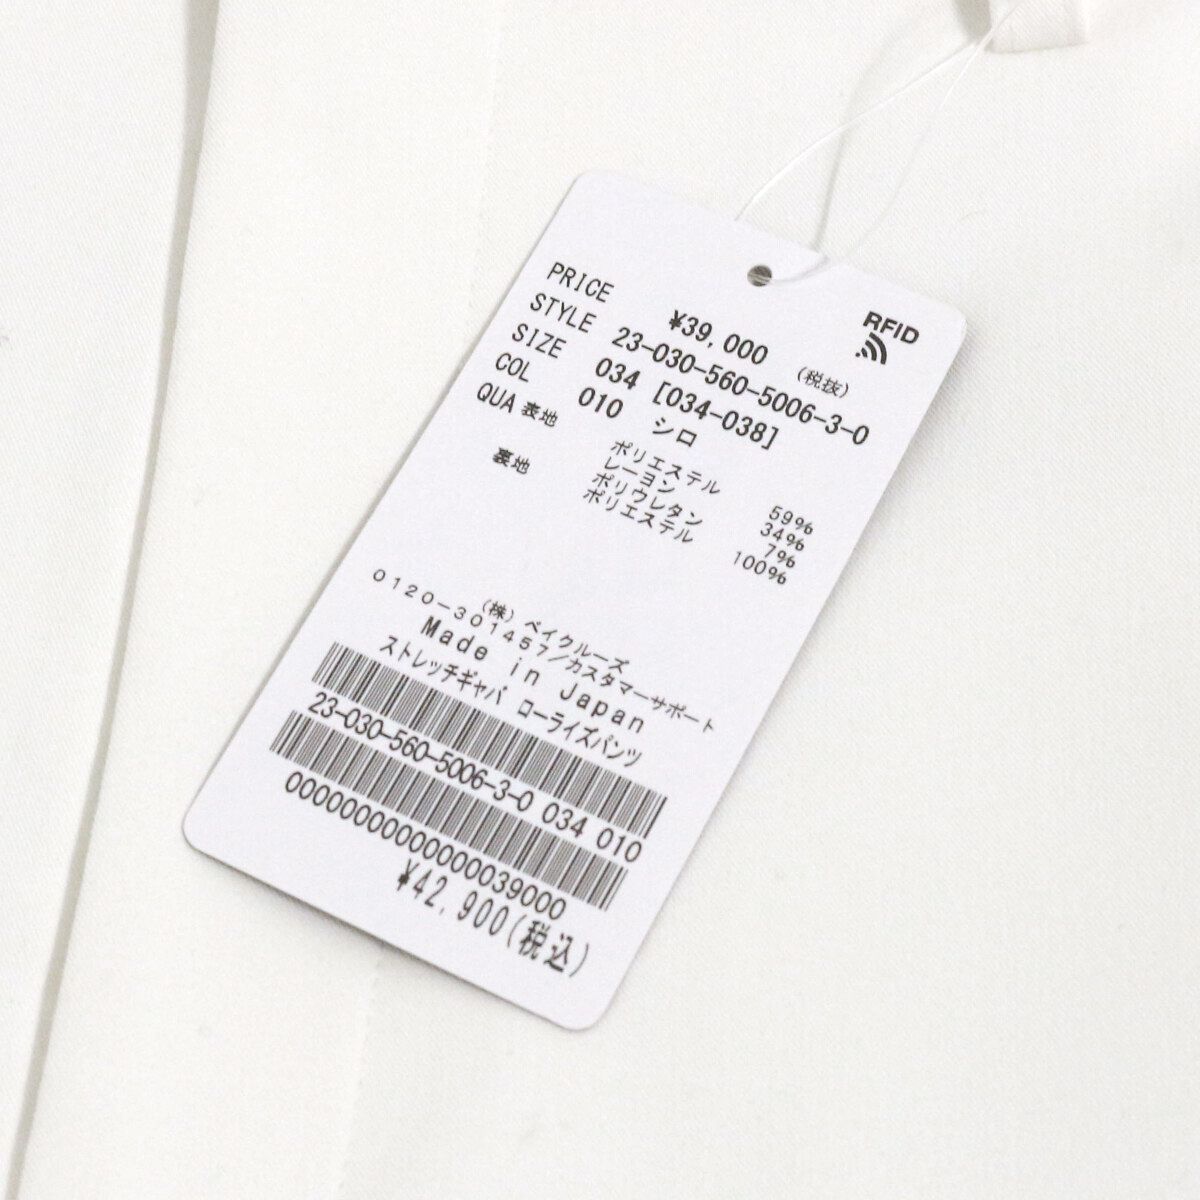 RFID
PRICE ¥39,000 (税抜)
STYLE 23-030-560-5006-3-0
SIZE 034 [034-038]
COL 010 シロ
QUA 表地 ポリエステル 59%
レーヨン 34%
ポリウレタン 7%
裏地 ポリエステル 100%
(株) ベイクルーズ
0120-301457/カスタマーサポート
Made in Japan
ストレッチギャバ ローライズパンツ
23-030-560-5006-3-0 034 010
¥42,900(税込)